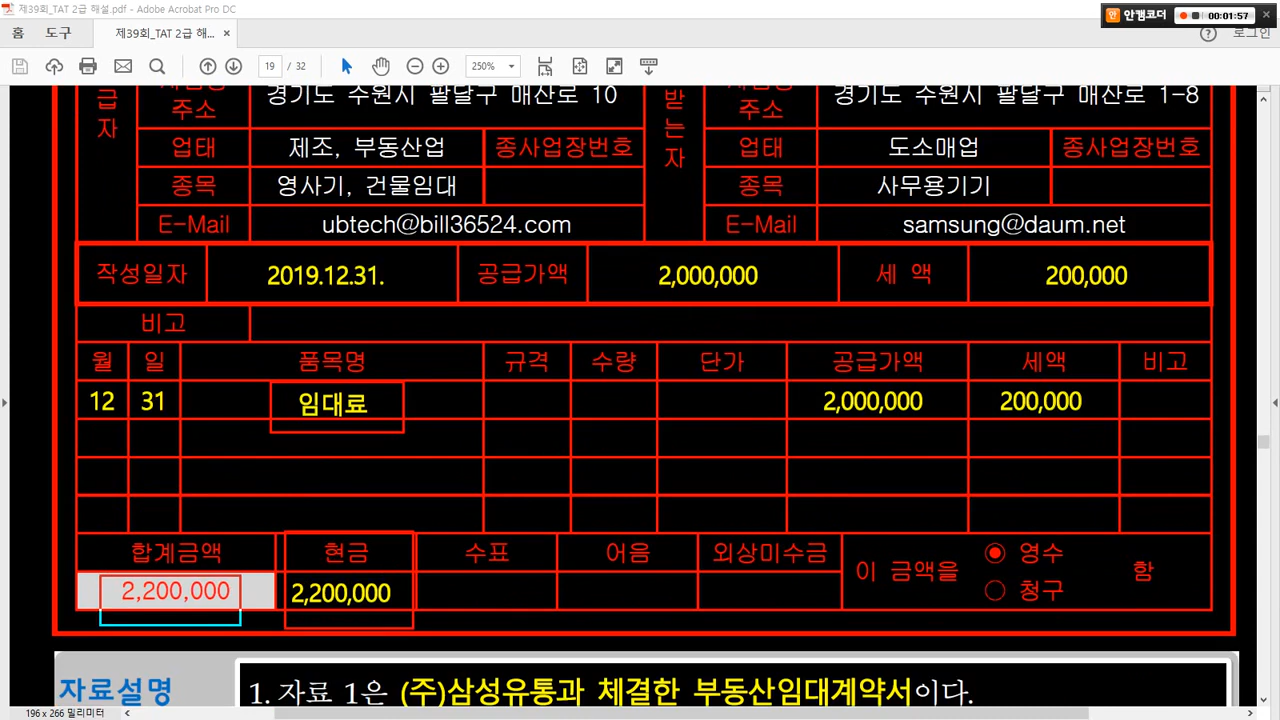 제39회_TAT 2급 해설.pdf - Adobe Acrobat Pro DC
안캠코더 00:01:57
홈 도구 제39회_TAT 2급 해... × 로그인
19 / 32 250%
급 주소 경기도 수원시 팔달구 매산로 10 받 주소 경기도 수원시 팔달구 매산로 1-8
자 는
업태 제조, 부동산업 종사업장번호 자 업태 도소매업 종사업장번호
종목 영사기, 건물임대 종목 사무용기기
E-Mail ubtech@bill36524.com E-Mail samsung@daum.net
작성일자 2019.12.31. 공급가액 2,000,000 세 액 200,000
비고
월 일 품목명 규격 수량 단가 공급가액 세액 비고
12 31 임대료 2,000,000 200,000
합계금액 현금 수표 어음 외상미수금 이 금액을 영수 함
2,200,000 2,200,000 청구
자료설명 1. 자료 1은 (주)삼성유통과 체결한 부동산임대계약서이다.
196 x 266 밀리미터